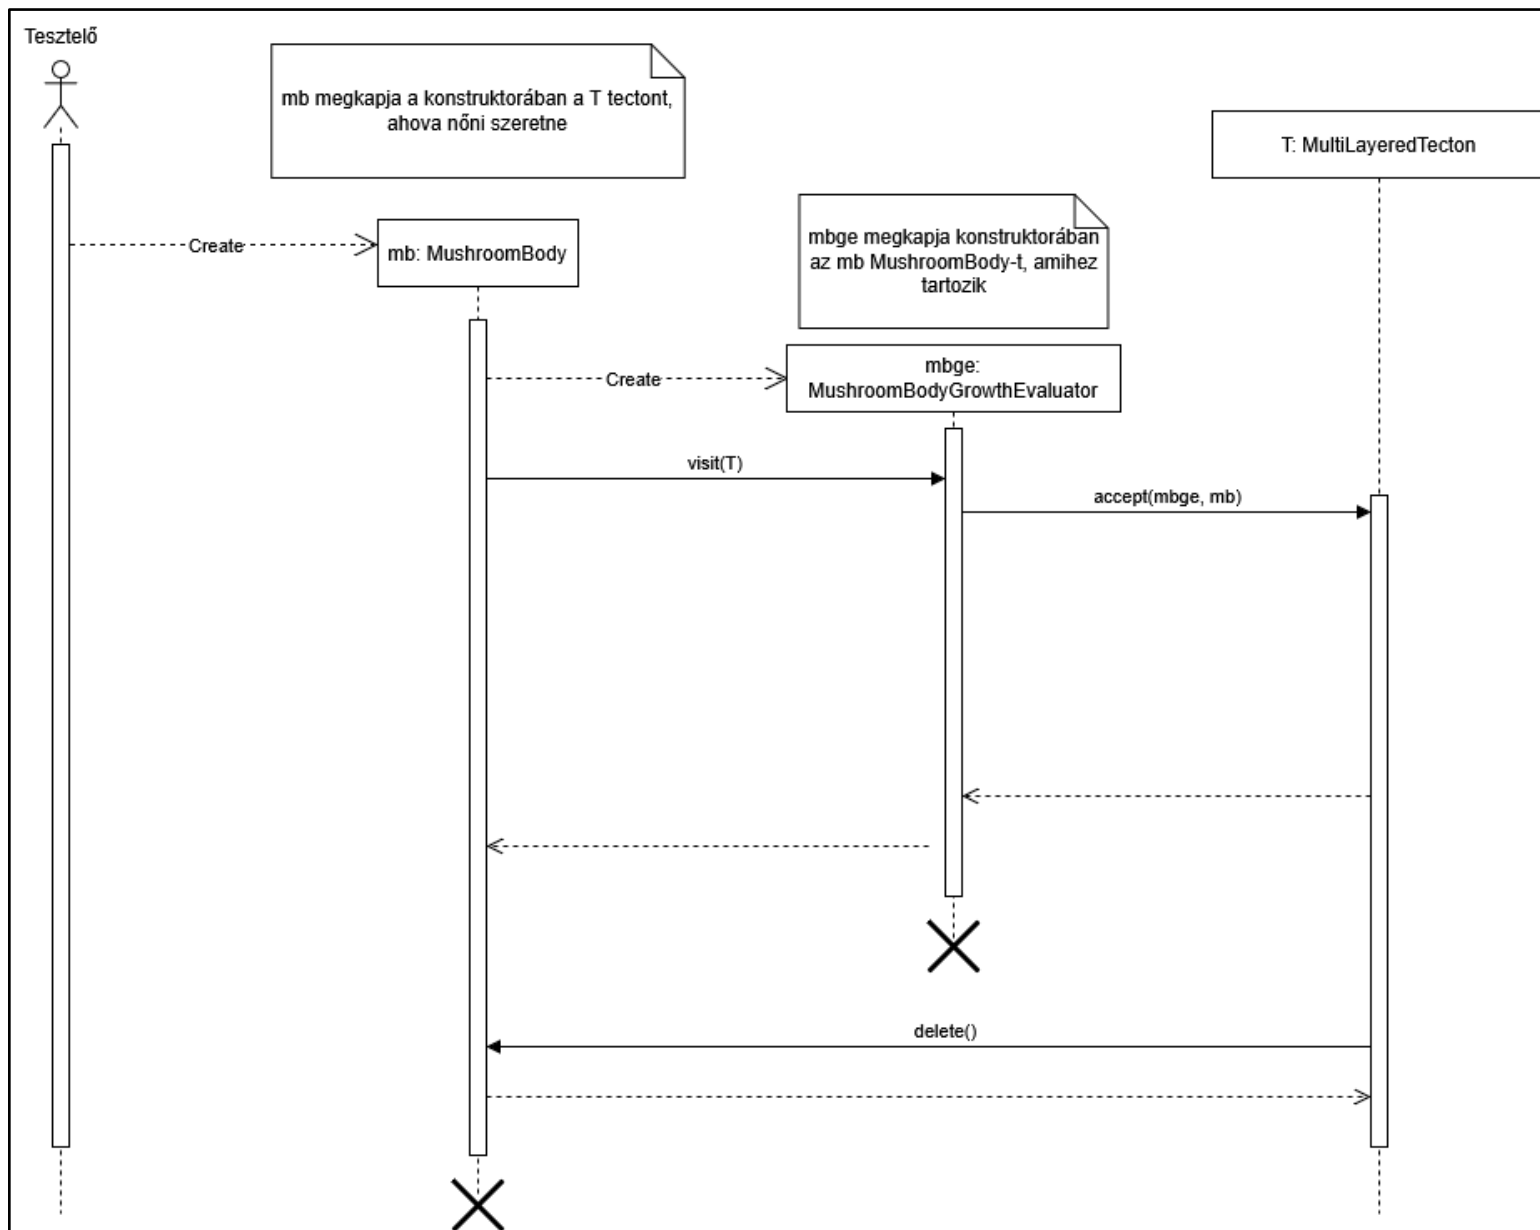 Tesztelő
mb megkapja a konstruktorában a T tectont,
ahova nőni szeretne
T: MultiLayeredTecton
mbge megkapja konstruktorában
az mb MushroomBody-t, amihez
tartozik
Create
mb: MushroomBody
Create
mbge:
MushroomBodyGrowthEvaluator
visit(T)
accept(mbge, mb)
delete()